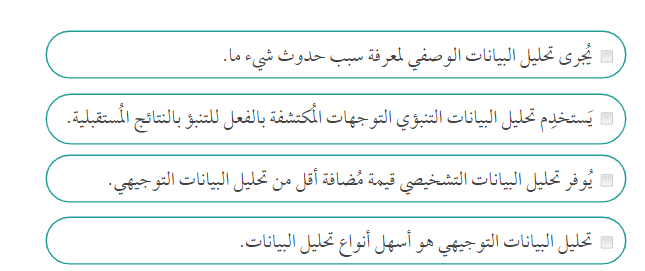 يُجرى تحليل البيانات الوصفي لمعرفة سبب حدوث شيء ما.
يَستخدِم تحليل البيانات التنبؤي التوجهات المُكتشفة بالفعل للتنبؤ بالنتائج المُستقبلية.
يُوفر تحليل البيانات التشخيصي قيمة مُضافة أقل من تحليل البيانات التوجيهي.
تحليل البيانات التوجيهي هو أسهل أنواع تحليل البيانات.